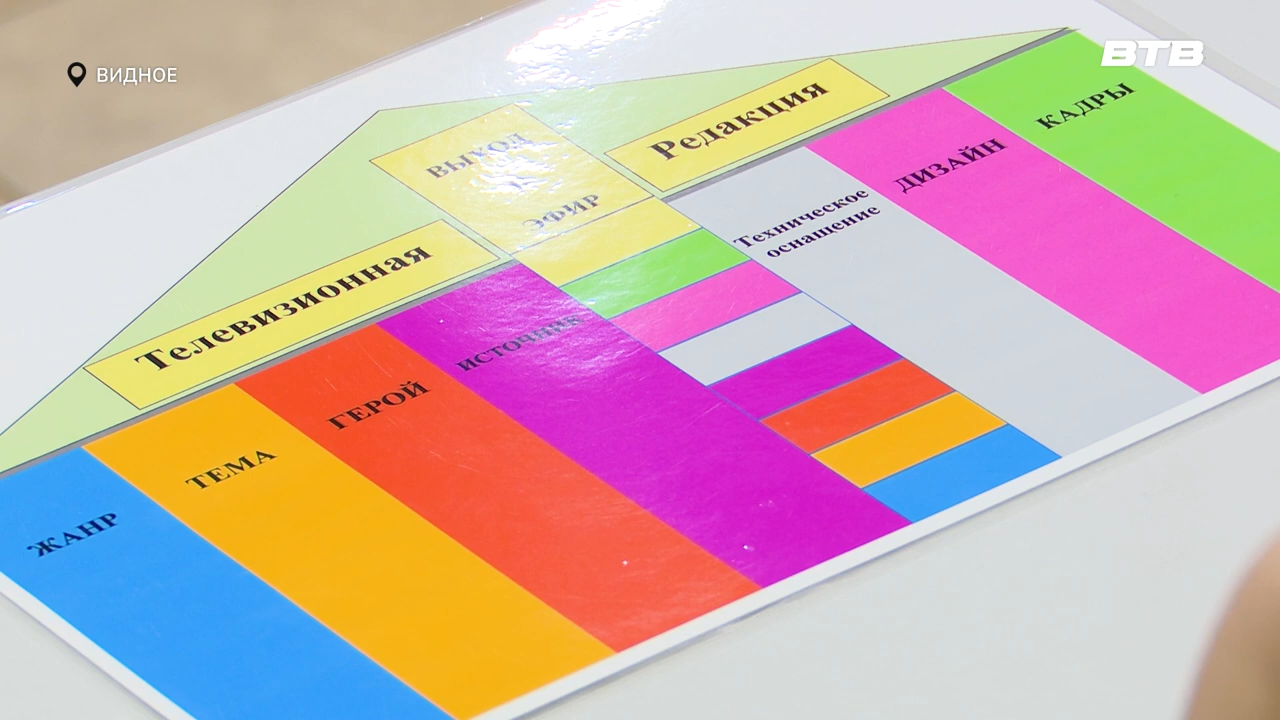 ВИДНОЕ
ВТВ
Телевизионная
ВЫХОД
В
ЭФИР
Редакция
ЖАНР
ТЕМА
ГЕРОЙ
ИСТОЧНИК
Техническое
оснащение
ДИЗАЙН
КАДРЫ